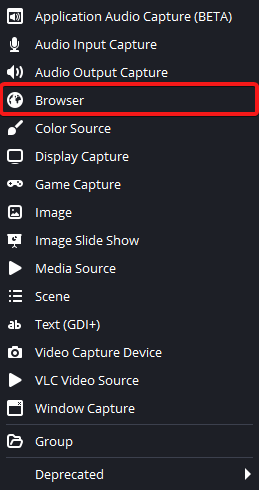 Application Audio Capture (BETA)
Audio Input Capture
Audio Output Capture
Browser
Color Source
Display Capture
Game Capture
Image
Image Slide Show
Media Source
Scene
ab Text (GDI+)
Video Capture Device
VLC Video Source
Window Capture
Group
Deprecated